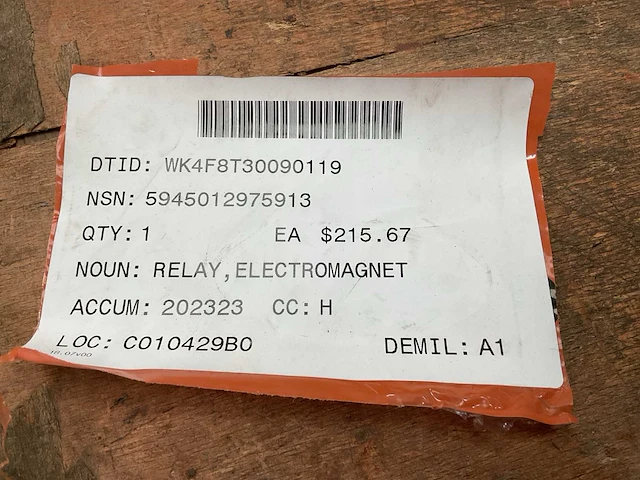 DTID: WK4F8T30090119
NSN: 5945012975913
QTY: 1 EA $215.67
NOUN: RELAY,ELECTROMAGNET
ACCUM: 202323 CC: H
LOC: C010429B0 DEMIL: A1